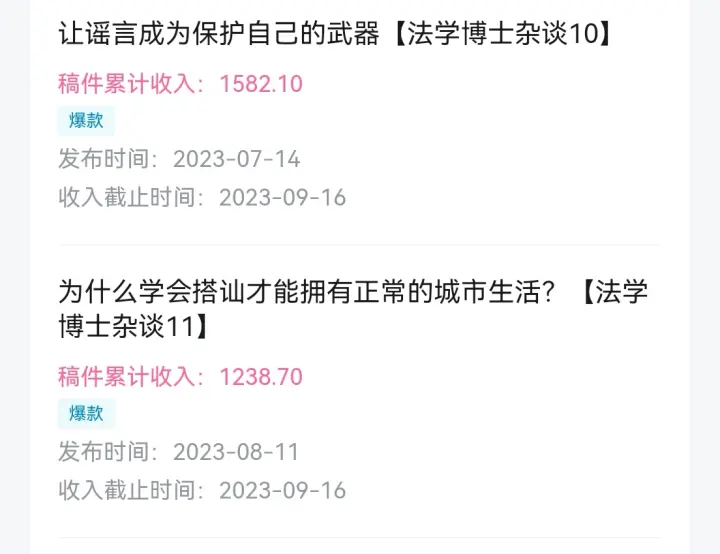 让谣言成为保护自己的武器【法学博士杂谈10】
稿件累计收入：1582.10
爆款
发布时间：2023-07-14
收入截止时间：2023-09-16
为什么学会搭讪才能拥有正常的城市生活？【法学
博士杂谈11】
稿件累计收入：1238.70
爆款
发布时间：2023-08-11
收入截止时间：2023-09-16